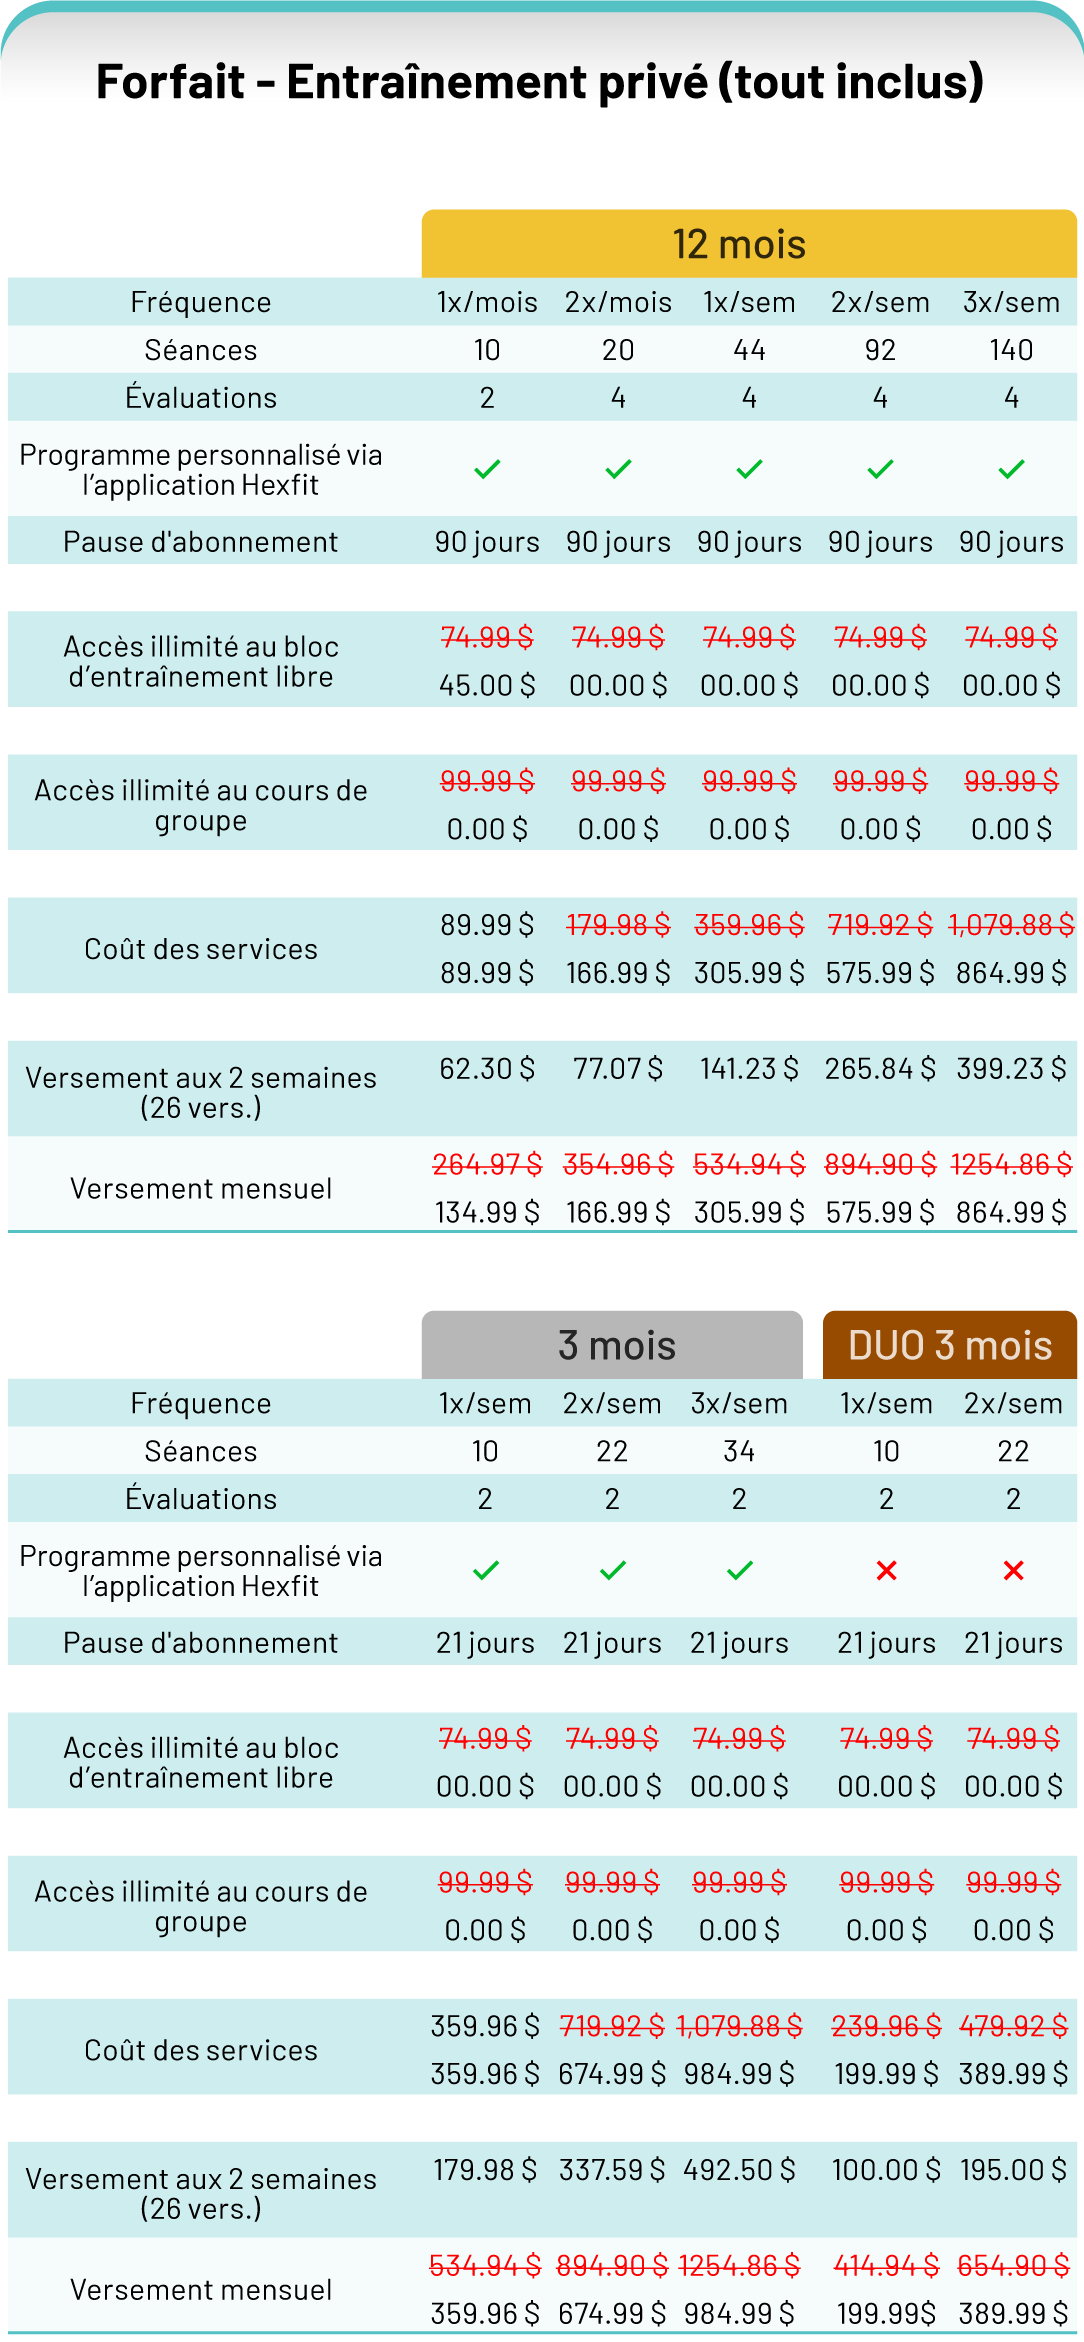 Forfait - Entraînement privé (tout inclus)
12 mois
Fréquence 1x/mois 2x/mois 1x/sem 2x/sem 3x/sem
Séances 10 20 44 92 140
Évaluations 2 4 4 4 4
Programme personnalisé via
l’application Hexfit
Pause d'abonnement 90 jours 90 jours 90 jours 90 jours 90 jours
Accès illimité au bloc
d’entraînement libre
74.99 $ 74.99 $ 74.99 $ 74.99 $ 74.99 $
45.00 $ 00.00 $ 00.00 $ 00.00 $ 00.00 $
Accès illimité au cours de
groupe
99.99 $ 99.99 $ 99.99 $ 99.99 $ 99.99 $
0.00 $ 0.00 $ 0.00 $ 0.00 $ 0.00 $
Coût des services
89.99 $ 179.98 $ 359.96 $ 719.92 $ 1,079.88 $
89.99 $ 166.99 $ 305.99 $ 575.99 $ 864.99 $
Versement aux 2 semaines
(26 vers.)
62.30 $ 77.07 $ 141.23 $ 265.84 $ 399.23 $
Versement mensuel
264.97 $ 354.96 $ 534.94 $ 894.90 $ 1254.86 $
134.99 $ 166.99 $ 305.99 $ 575.99 $ 864.99 $
3 mois DUO 3 mois
Fréquence 1x/sem 2x/sem 3x/sem 1x/sem 2x/sem
Séances 10 22 34 10 22
Évaluations 2 2 2 2 2
Programme personnalisé via
l’application Hexfit
Pause d'abonnement 21 jours 21 jours 21 jours 21 jours 21 jours
Accès illimité au bloc
d’entraînement libre
74.99 $ 74.99 $ 74.99 $ 74.99 $ 74.99 $
00.00 $ 00.00 $ 00.00 $ 00.00 $ 00.00 $
Accès illimité au cours de
groupe
99.99 $ 99.99 $ 99.99 $ 99.99 $ 99.99 $
0.00 $ 0.00 $ 0.00 $ 0.00 $ 0.00 $
Coût des services
359.96 $ 719.92 $ 1,079.88 $ 239.96 $ 479.92 $
359.96 $ 674.99 $ 984.99 $ 199.99 $ 389.99 $
Versement aux 2 semaines
(26 vers.)
179.98 $ 337.59 $ 492.50 $ 100.00 $ 195.00 $
Versement mensuel
534.94 $ 894.90 $ 1254.86 $ 414.94 $ 654.90 $
359.96 $ 674.99 $ 984.99 $ 199.99$ 389.99 $